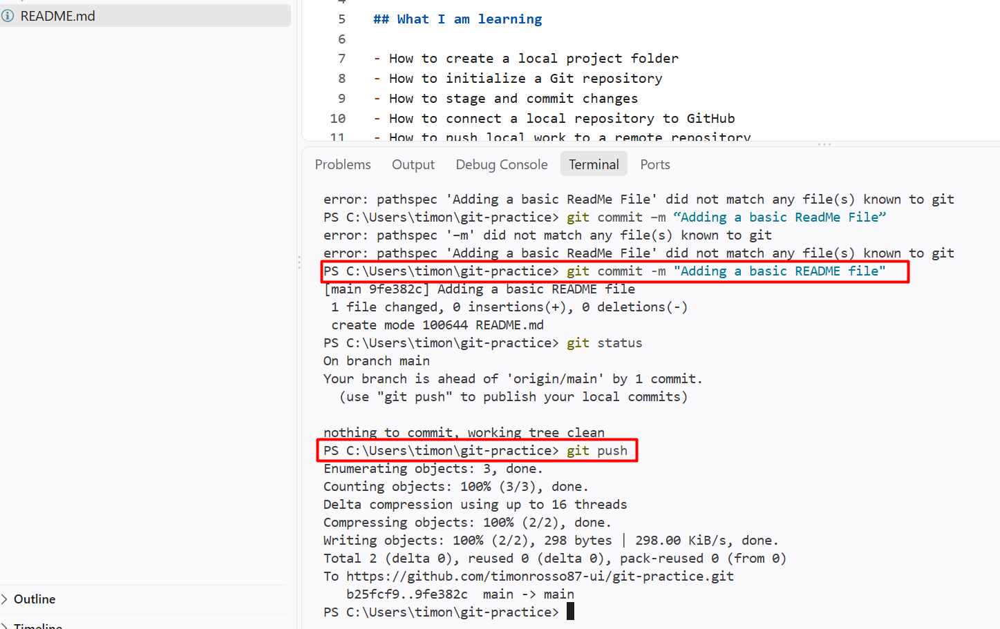 README.md
4
5 ## What I am learning
6
7 - How to create a local project folder
8 - How to initialize a Git repository
9 - How to stage and commit changes
10 - How to connect a local repository to GitHub
11 - How to push local work to a remote repository
Problems Output Debug Console Terminal Ports
error: pathspec 'Adding a basic ReadMe File' did not match any file(s) known to git
PS C:\Users\timon\git-practice> git commit –m “Adding a basic ReadMe File”
error: pathspec '–m' did not match any file(s) known to git
error: pathspec 'Adding a basic ReadMe File' did not match any file(s) known to git
PS C:\Users\timon\git-practice> git commit -m "Adding a basic README file"
[main 9fe382c] Adding a basic README file
1 file changed, 0 insertions(+), 0 deletions(-)
create mode 100644 README.md
PS C:\Users\timon\git-practice> git status
On branch main
Your branch is ahead of 'origin/main' by 1 commit.
(use "git push" to publish your local commits)
nothing to commit, working tree clean
PS C:\Users\timon\git-practice> git push
Enumerating objects: 3, done.
Counting objects: 100% (3/3), done.
Delta compression using up to 16 threads
Compressing objects: 100% (2/2), done.
Writing objects: 100% (2/2), 298 bytes | 298.00 KiB/s, done.
Total 2 (delta 0), reused 0 (delta 0), pack-reused 0 (from 0)
To https://github.com/timonrosso87-ui/git-practice.git
b25fcf9..9fe382c  main -> main
PS C:\Users\timon\git-practice>
Outline
Timeline